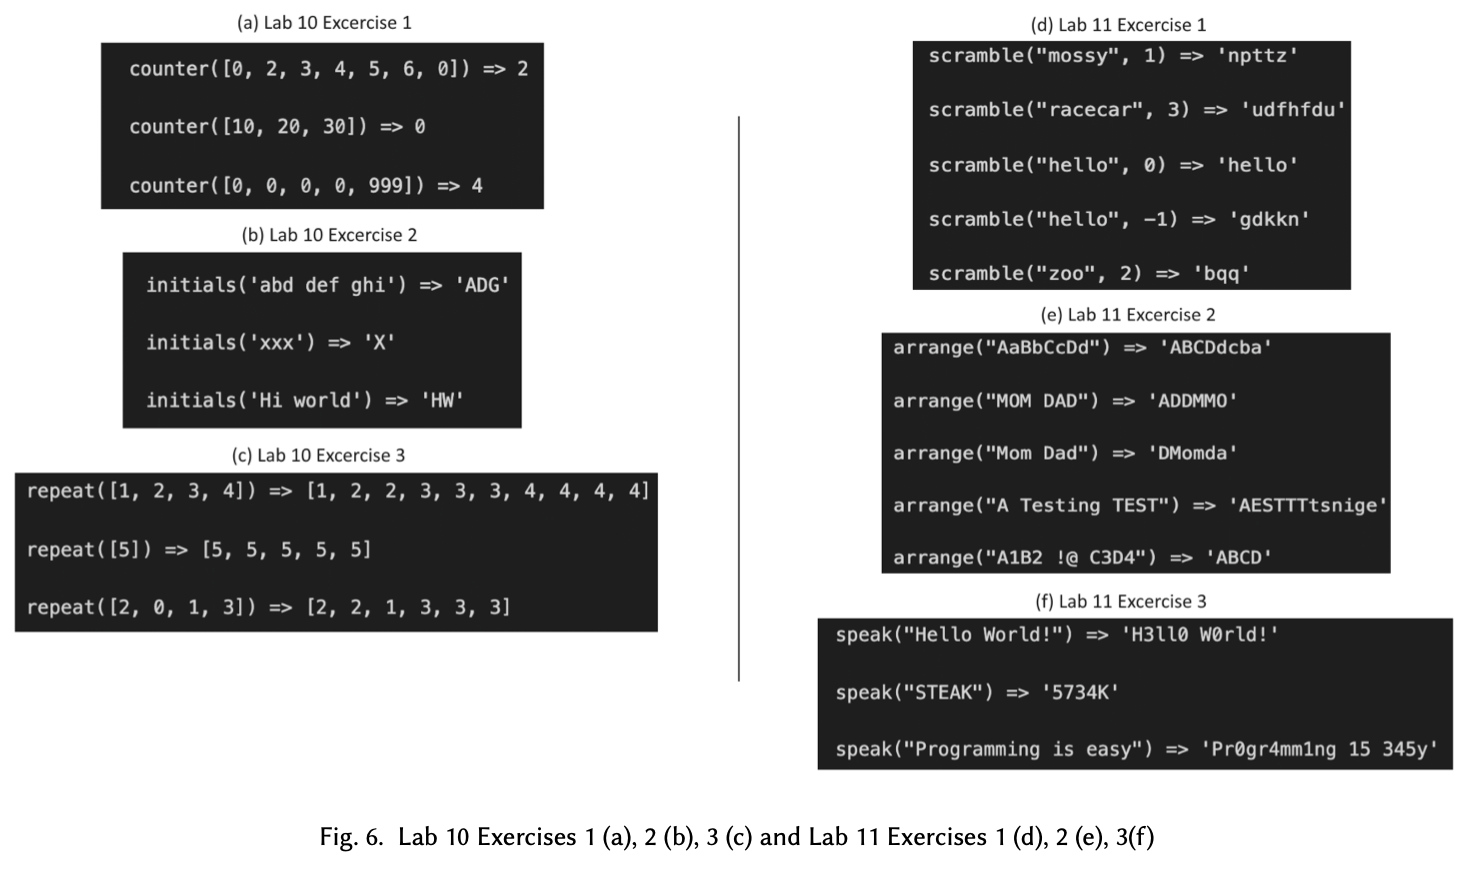 (a) Lab 10 Excercise 1
counter([0, 2, 3, 4, 5, 6, 0]) => 2
counter([10, 20, 30]) => 0
counter([0, 0, 0, 0, 999]) => 4
(b) Lab 10 Excercise 2
initials('abd def ghi') => 'ADG'
initials('xxx') => 'X'
initials('Hi world') => 'HW'
(c) Lab 10 Excercise 3
repeat([1, 2, 3, 4]) => [1, 2, 2, 3, 3, 3, 4, 4, 4, 4]
repeat([5]) => [5, 5, 5, 5, 5]
repeat([2, 0, 1, 3]) => [2, 2, 1, 3, 3, 3]
(d) Lab 11 Excercise 1
scramble("mossy", 1) => 'npttz'
scramble("racecar", 3) => 'udfhfdu'
scramble("hello", 0) => 'hello'
scramble("hello", -1) => 'gdkkn'
scramble("zoo", 2) => 'bqq'
(e) Lab 11 Excercise 2
arrange("AaBbCcDd") => 'ABCDdcba'
arrange("MOM DAD") => 'ADDMMO'
arrange("Mom Dad") => 'DMomda'
arrange("A Testing TEST") => 'AESTTTtsnige'
arrange("A1B2 !@ C3D4") => 'ABCD'
(f) Lab 11 Excercise 3
speak("Hello World!") => 'H3ll0 W0rld!'
speak("STEAK") => '5734K'
speak("Programming is easy") => 'Pr0gr4mm1ng 15 345y'
Fig. 6. Lab 10 Exercises 1 (a), 2 (b), 3 (c) and Lab 11 Exercises 1 (d), 2 (e), 3(f)